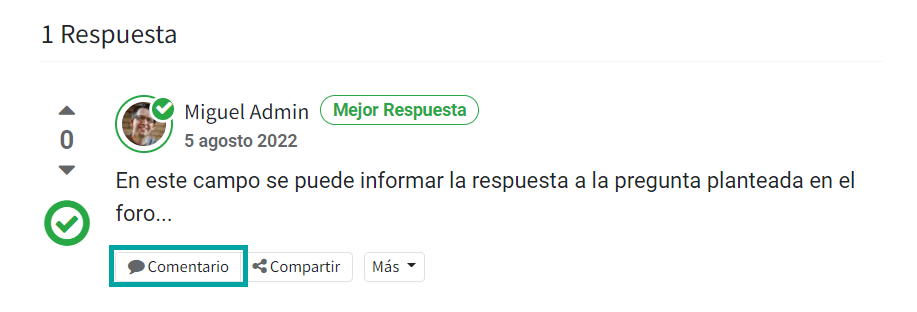 1 Respuesta
Miguel Admin Mejor Respuesta
0
5 agosto 2022
En este campo se puede informar la respuesta a la pregunta planteada en el
foro...
Comentario Compartir Más